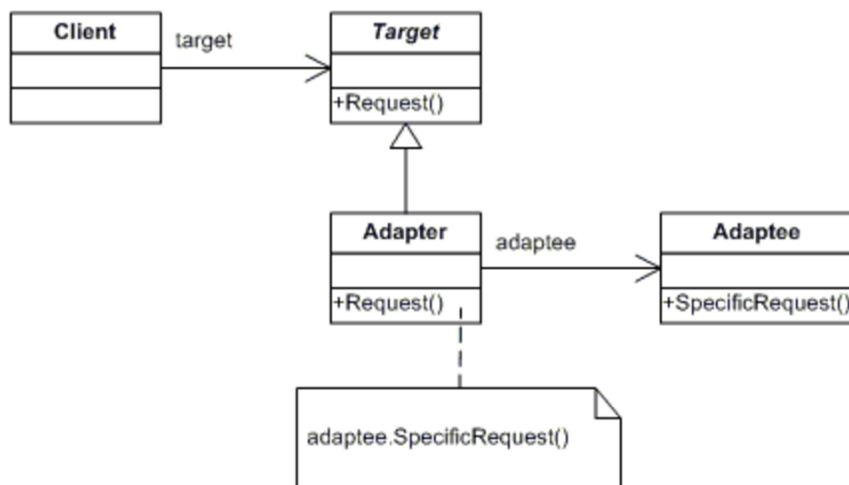 Client
target
Target
+Request()
Adapter
adaptee
Adaptee
+Request()
+SpecificRequest()
adaptee.SpecificRequest()